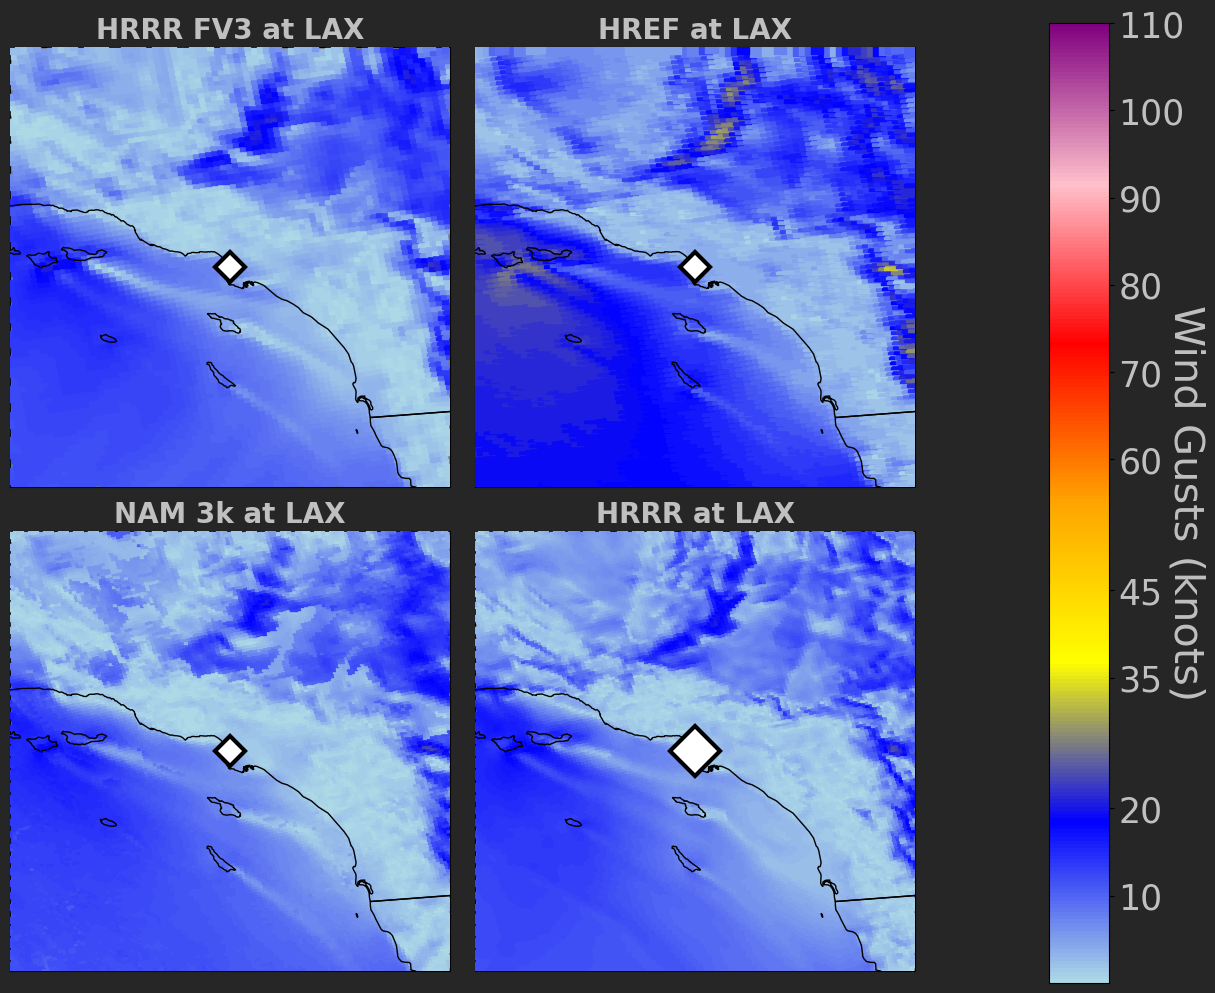 HRRR FV3 at LAX
HREF at LAX
NAM 3k at LAX
HRRR at LAX
110
100
90
80
70
60
45
35
20
10
Wind Gusts (knots)